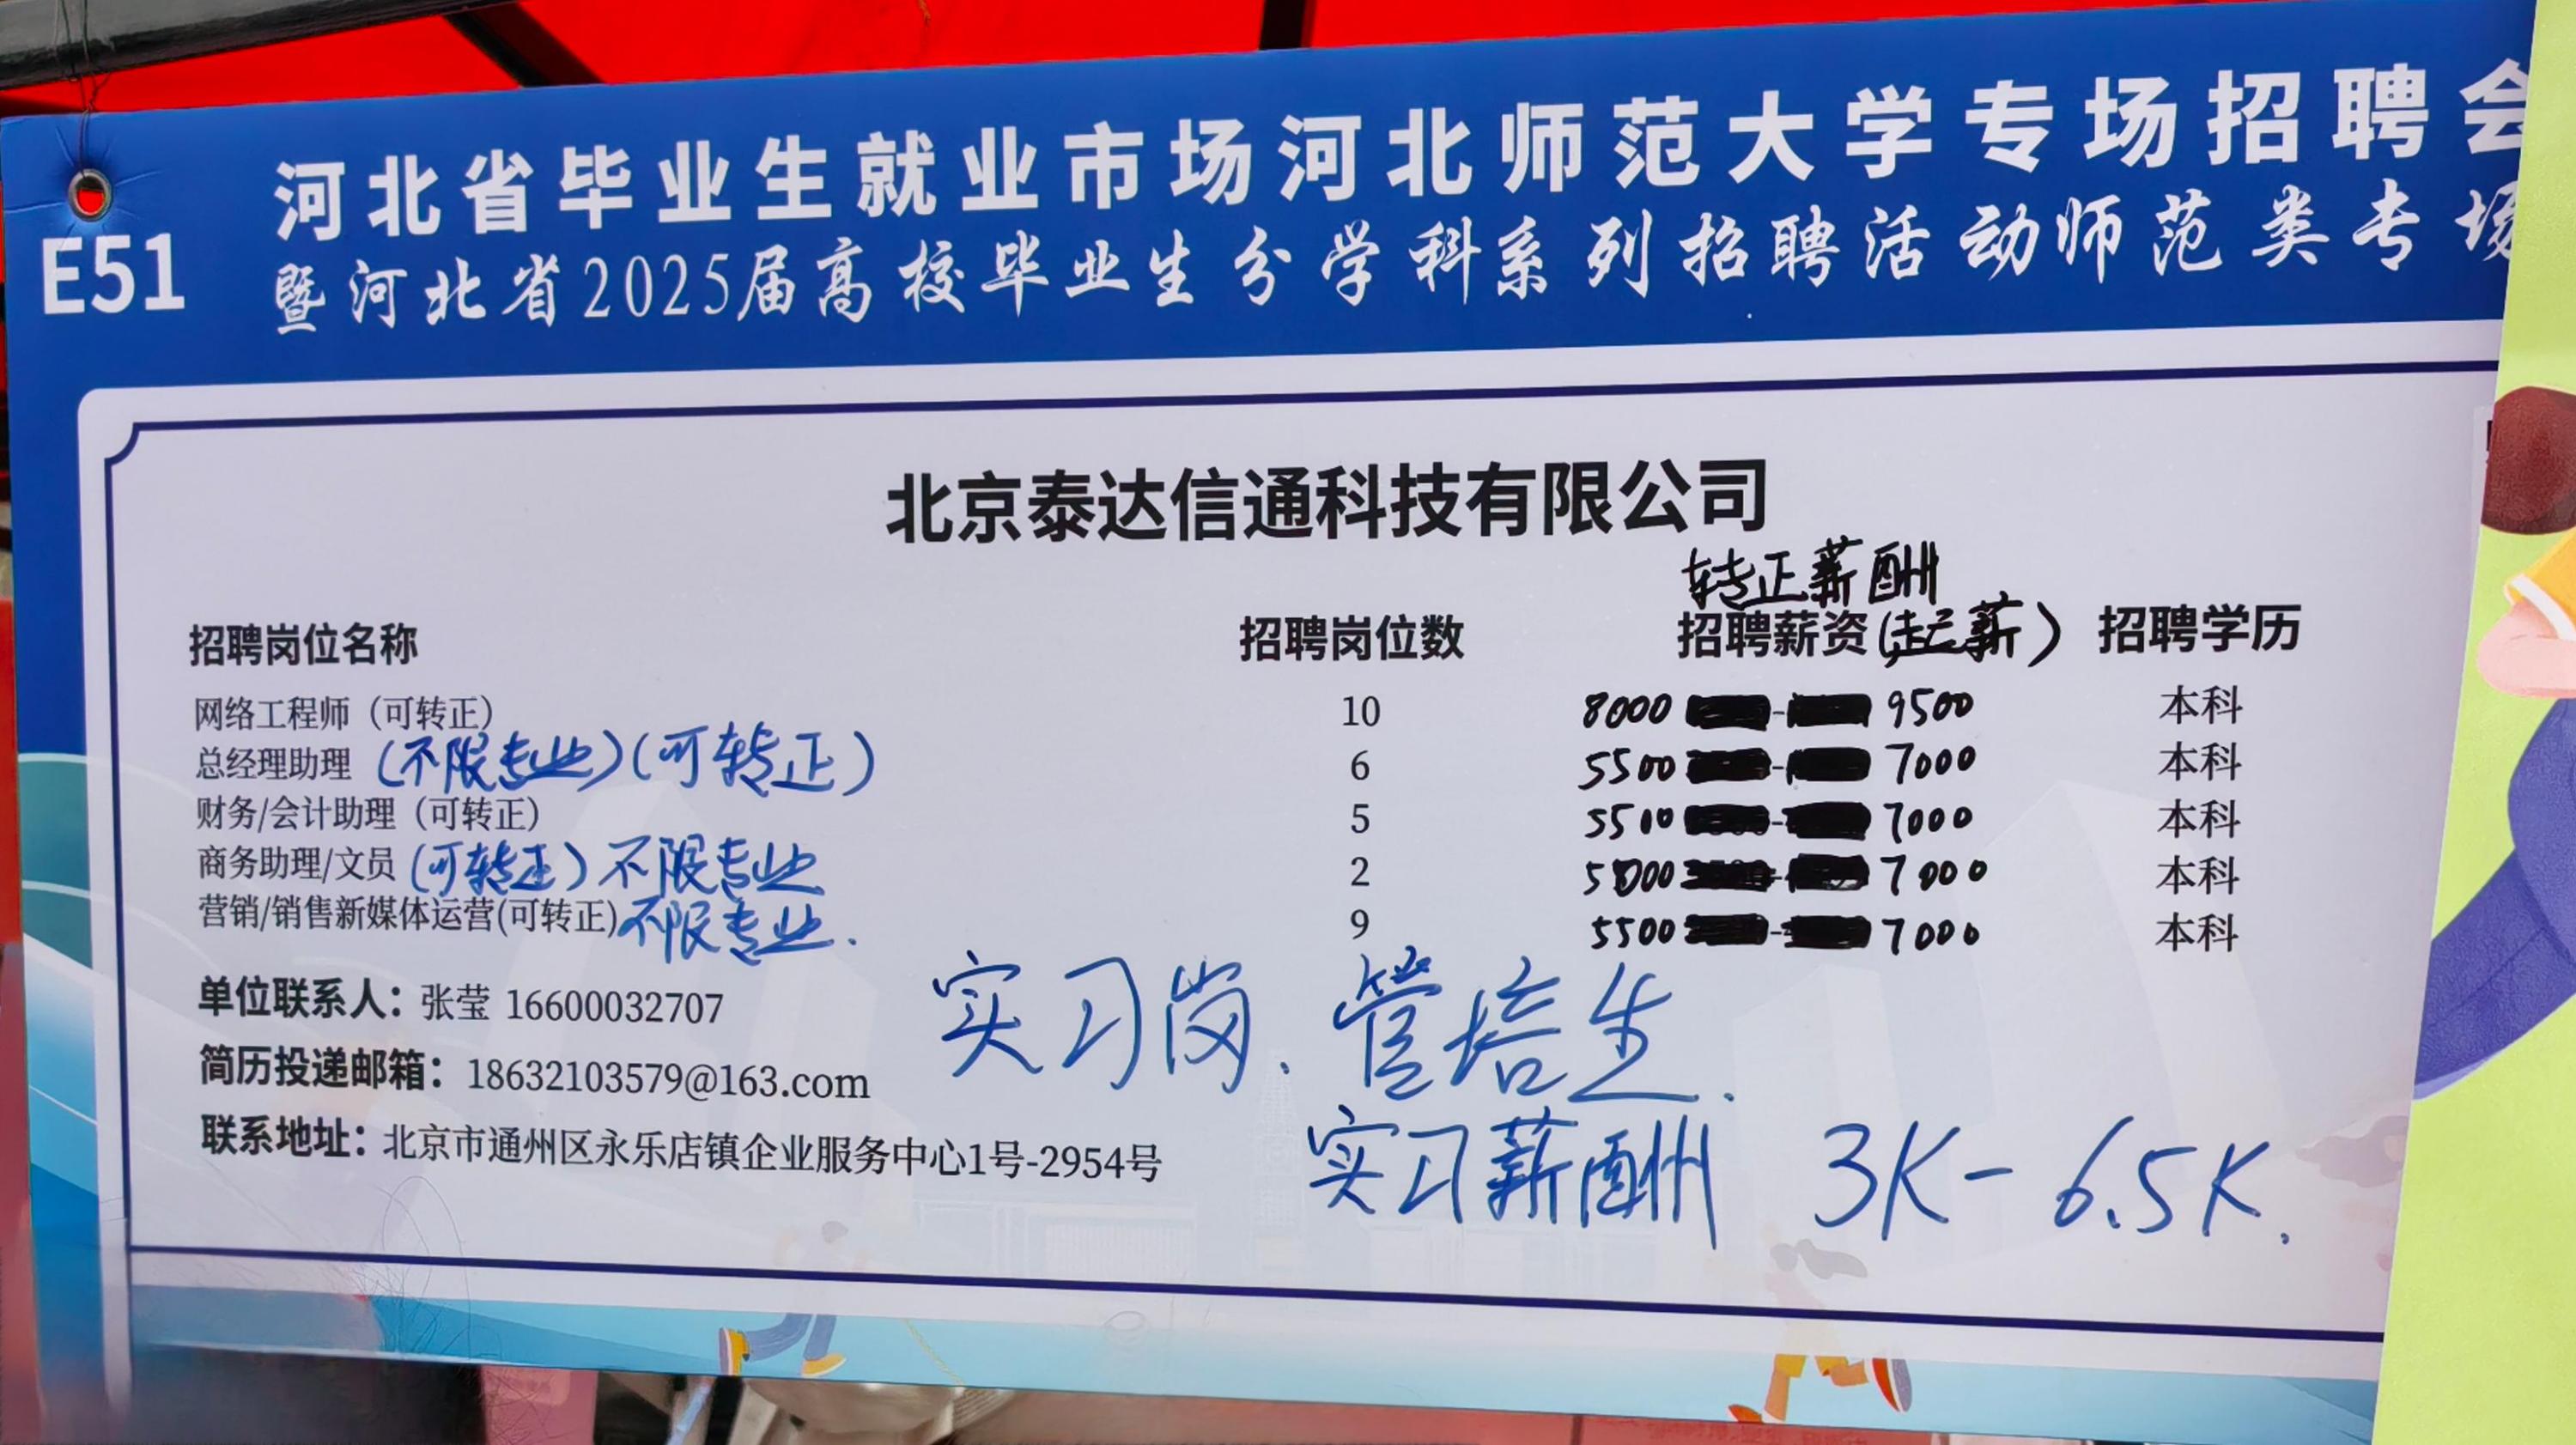 河北省毕业生就业市场河北师范大学专场招聘会
E51
暨河北省2025届高校毕业生分学科系列招聘活动师范类专场
北京泰达信通科技有限公司
转正薪酬
招聘岗位名称 招聘岗位数 招聘薪资(起薪) 招聘学历
网络工程师（可转正） 10 8000 - 9500 本科
总经理助理 (不限专业)(可转正) 6 5500 - 7000 本科
财务/会计助理（可转正） 5 5500 - 7000 本科
商务助理/文员 (可转正) 不限专业 2 5000 - 7000 本科
营销/销售新媒体运营(可转正) 不限专业. 9 5500 - 7000 本科
单位联系人：张莹 16600032707
实习岗. 管培生.
简历投递邮箱：18632103579@163.com
联系地址：北京市通州区永乐店镇企业服务中心1号-2954号
实习薪酬 3K-6.5K.